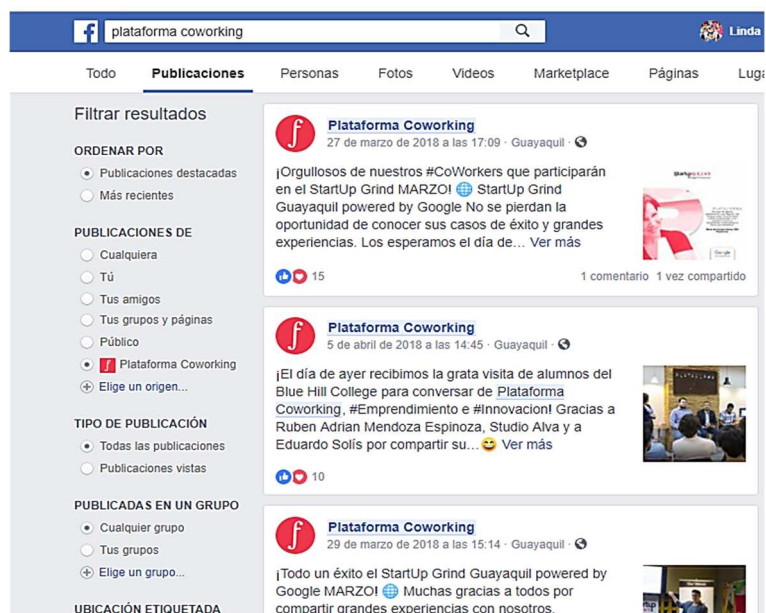 f plataforma coworking Linda
Todo Publicaciones Personas Fotos Videos Marketplace Páginas Luga
Filtrar resultados
ORDENAR POR
Publicaciones destacadas
Más recientes
PUBLICACIONES DE
Cualquiera
Tú
Tus amigos
Tus grupos y páginas
Público
Plataforma Coworking
Elige un origen...
TIPO DE PUBLICACIÓN
Todas las publicaciones
Publicaciones vistas
PUBLICADAS EN UN GRUPO
Cualquier grupo
Tus grupos
Elige un grupo...
UBICACIÓN ETIQUETADA
Plataforma Coworking
27 de marzo de 2018 a las 17:09 · Guayaquil ·
¡Orgullosos de nuestros #CoWorkers que participarán
en el StartUp Grind MARZO! 🌐 StartUp Grind
Guayaquil powered by Google No se pierdan la
oportunidad de conocer sus casos de éxito y grandes
experiencias. Los esperamos el día de... Ver más
15 1 comentario 1 vez compartido
Plataforma Coworking
5 de abril de 2018 a las 14:45 · Guayaquil ·
¡El día de ayer recibimos la grata visita de alumnos del
Blue Hill College para conversar de Plataforma
Coworking, #Emprendimiento e #Innovacion! Gracias a
Ruben Adrian Mendoza Espinoza, Studio Alva y a
Eduardo Solís por compartir su...😄 Ver más
10
Plataforma Coworking
29 de marzo de 2018 a las 15:14 · Guayaquil ·
¡Todo un éxito el StartUp Grind Guayaquil powered by
Google MARZO! 🌐 Muchas gracias a todos por
compartir grandes experiencias con nosotros.